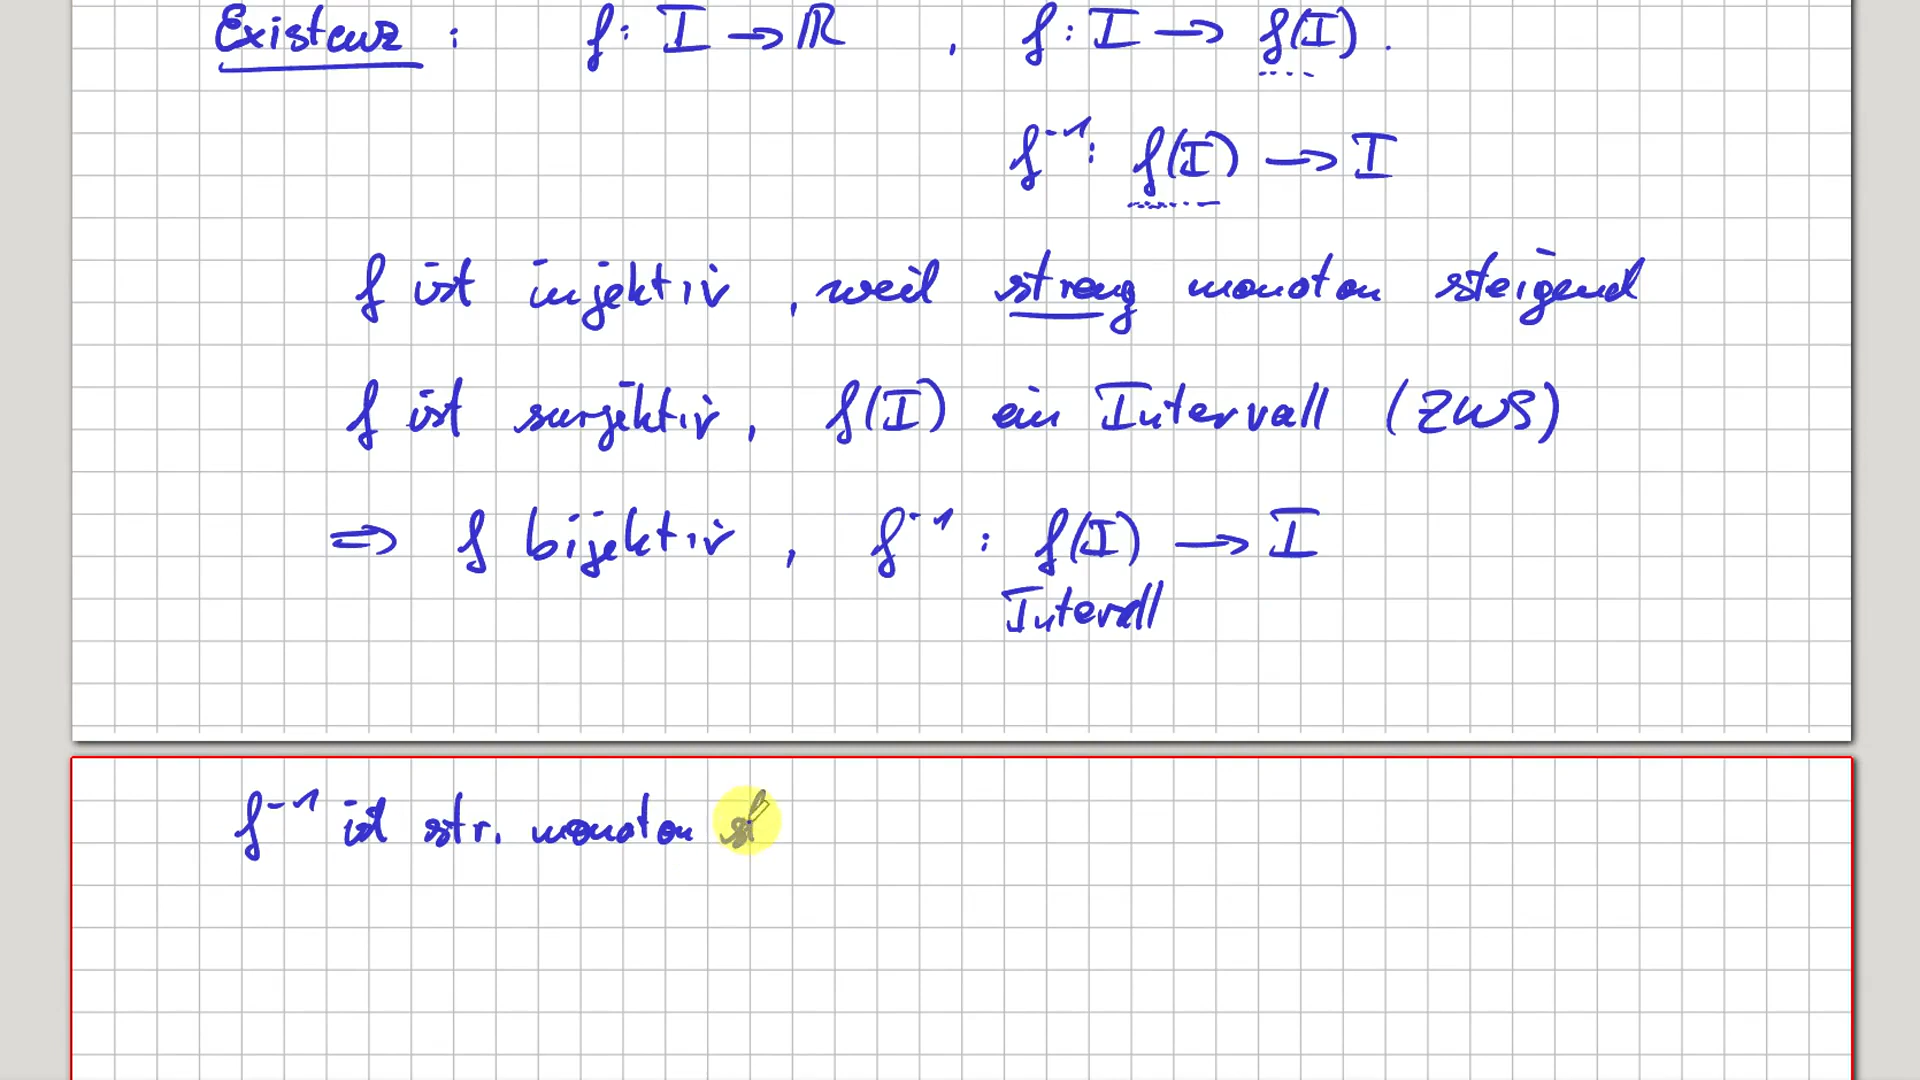 Existenz : f: I → ℝ , f: I → f(I) .
f⁻¹: f(I) → I
f ist injektiv , weil streng monoton steigend
f ist surjektiv , f(I) ein Intervall (ZWS)
⇒ f bijektiv , f⁻¹ : f(I) → I
Intervall
f⁻¹ ist str. monoton st